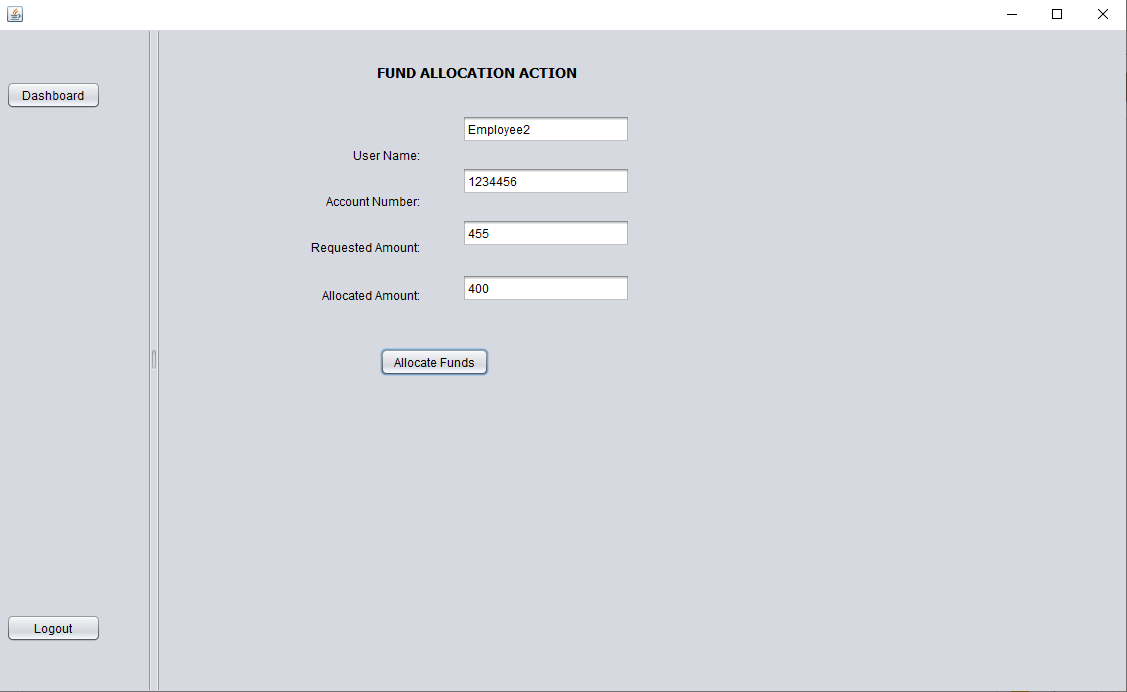 FUND ALLOCATION ACTION
Dashboard
Employee2
User Name:
1234456
Account Number:
455
Requested Amount:
400
Allocated Amount:
Allocate Funds
Logout